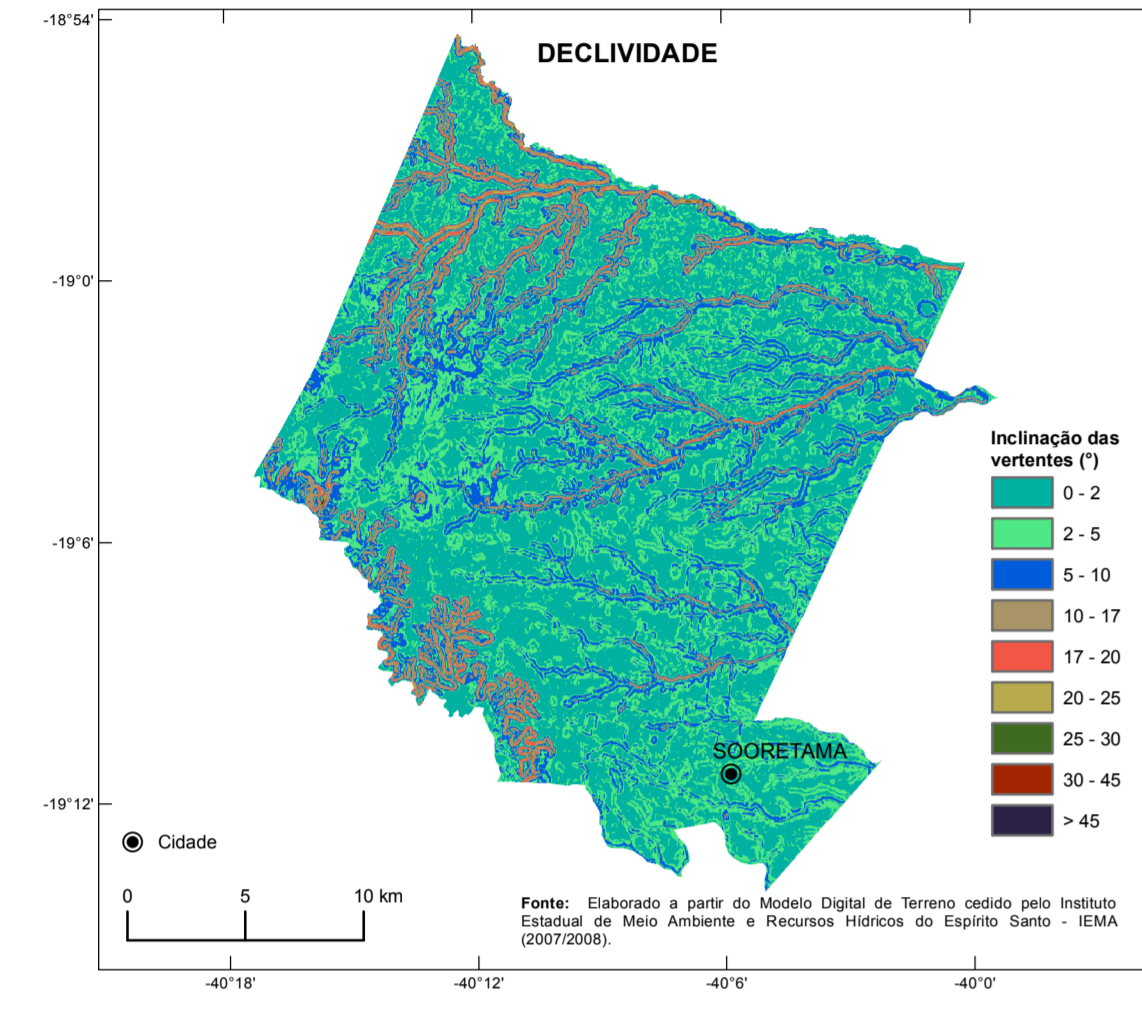 -18°54'
DECLIVIDADE
-19°0'
Inclinação das
vertentes (°)
0 - 2
2 - 5
-19°6'
5 - 10
10 - 17
17 - 20
20 - 25
25 - 30
SOORETAMA
30 - 45
-19°12'
> 45
Cidade
0 5 10 km
Fonte: Elaborado a partir do Modelo Digital de Terreno cedido pelo Instituto
Estadual de Meio Ambiente e Recursos Hídricos do Espírito Santo - IEMA
(2007/2008).
-40°18' -40°12' -40°6' -40°0'